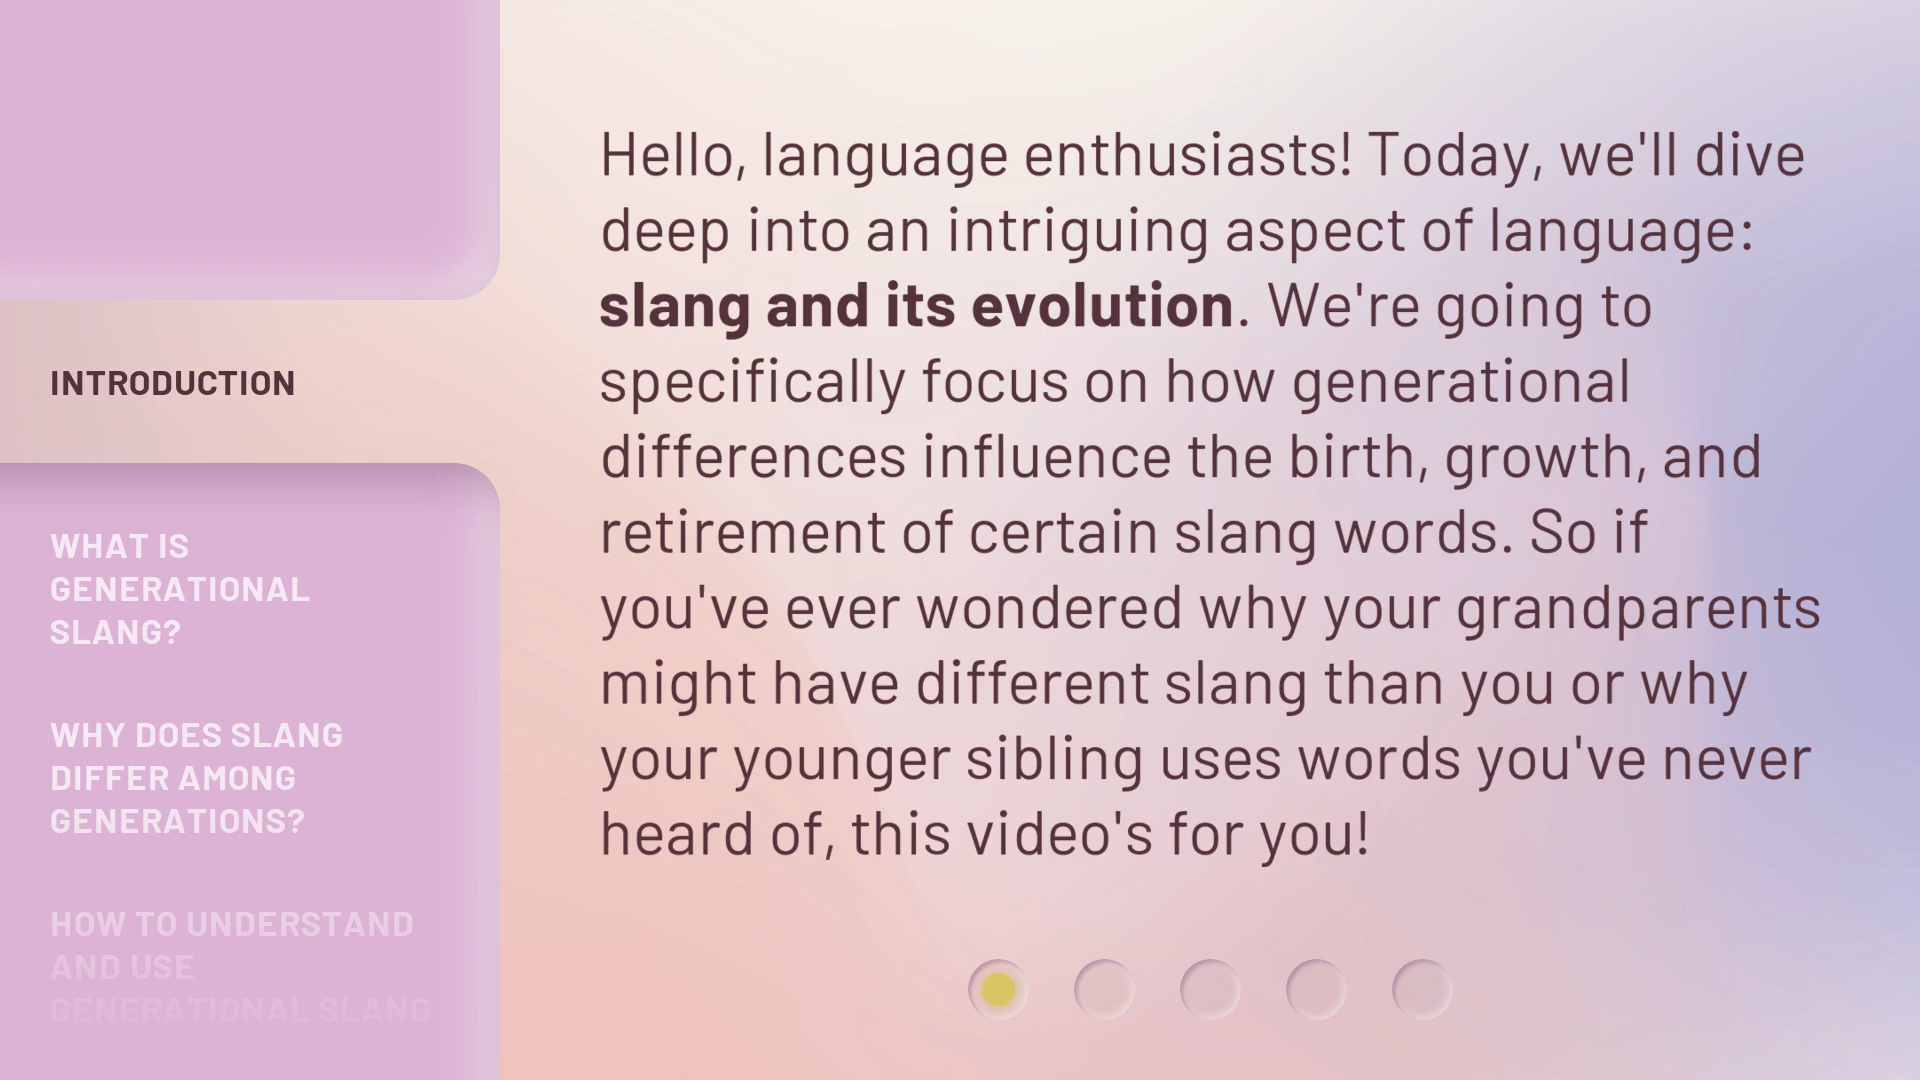 INTRODUCTION
WHAT IS
GENERATIONAL
SLANG?
WHY DOES SLANG
DIFFER AMONG
GENERATIONS?
HOW TO UNDERSTAND
AND USE
GENERATIONAL SLANG
Hello, language enthusiasts! Today, we'll dive
deep into an intriguing aspect of language:
slang and its evolution. We're going to
specifically focus on how generational
differences influence the birth, growth, and
retirement of certain slang words. So if
you've ever wondered why your grandparents
might have different slang than you or why
your younger sibling uses words you've never
heard of, this video's for you!